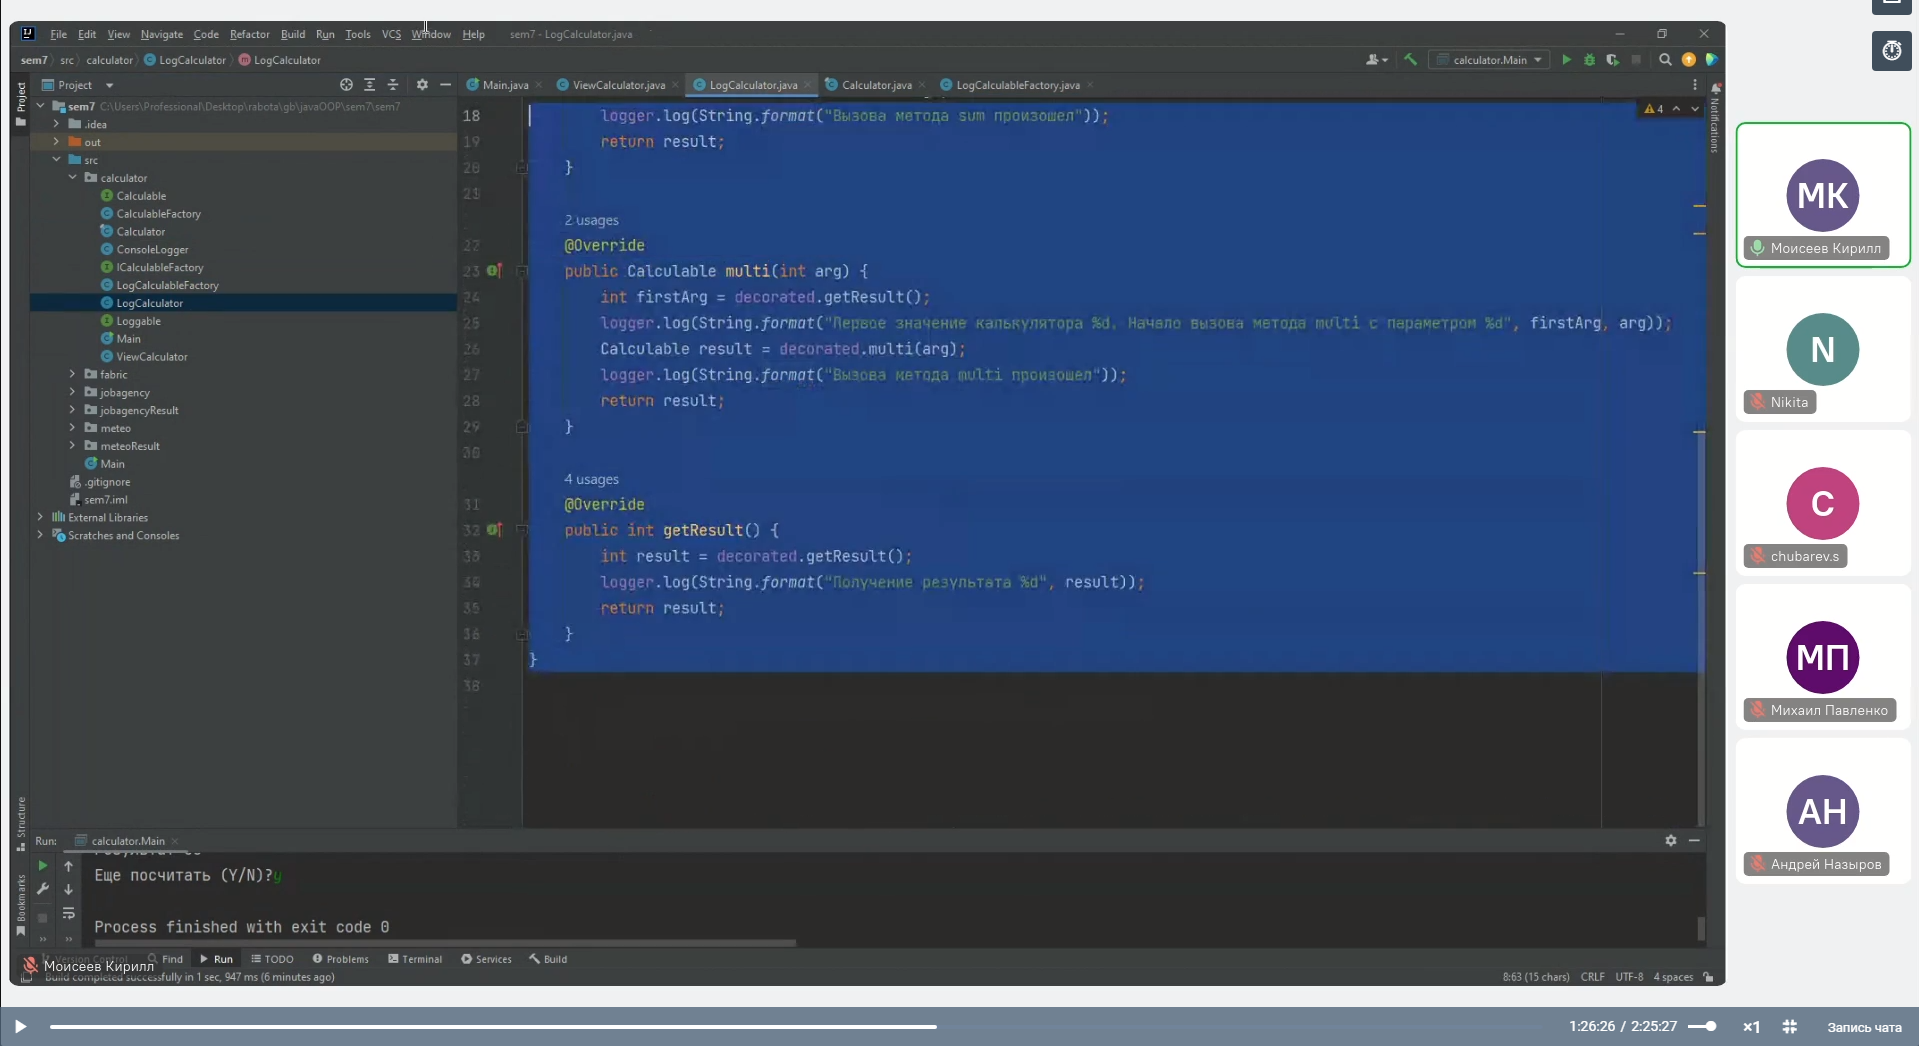 File Edit View Navigate Code Refactor Build Run Tools VCS Window Help sem7 - LogCalculator.java
sem7 src calculator LogCalculator LogCalculator
calculator.Main
Project
Main.java ViewCalculator.java LogCalculator.java Calculator.java LogCalculableFactory.java
Project
Notifications
sem7 C:\Users\Professional\Desktop\rabota\gb\javaOOP\sem7\sem7
.idea
out
src
calculator
Calculable
CalculableFactory
Calculator
ConsoleLogger
ICalculableFactory
LogCalculableFactory
LogCalculator
Loggable
Main
ViewCalculator
fabric
jobagency
jobagencyResult
meteo
meteoResult
Main
.gitignore
sem7.iml
External Libraries
Scratches and Consoles
4
18 logger.log(String.format("Вызова метода sum произошел"));
19 return result;
20 }
21
2 usages
22 @Override
23 public Calculable multi(int arg) {
24 int firstArg = decorated.getResult();
25 logger.log(String.format("Первое значение калькулятора %d. Начало вызова метода multi с параметром %d", firstArg, arg));
26 Calculable result = decorated.multi(arg);
27 logger.log(String.format("Вызова метода multi произошел"));
28 return result;
29 }
30
4 usages
31 @Override
32 public int getResult() {
33 int result = decorated.getResult();
34 logger.log(String.format("Получение результата %d", result));
35 return result;
36 }
37 }
38
Structure
Bookmarks
Run: calculator.Main
Еще посчитать (Y/N)?y
Process finished with exit code 0
Version Control Find Run TODO Problems Terminal Services Build
Моисеев Кирилл
Build completed successfully in 1 sec, 947 ms (6 minutes ago)
8:63 (15 chars) CRLF UTF-8 4 spaces
МК
Моисеев Кирилл
N
Nikita
C
chubarev.s
МП
Михаил Павленко
АН
Андрей Назыров
1:26:26 / 2:25:27 x1 Запись чата